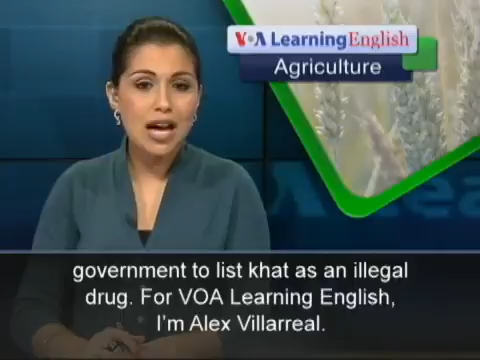 VOA Learning English
Agriculture
government to list khat as an illegal
drug. For VOA Learning English,
I'm Alex Villarreal.